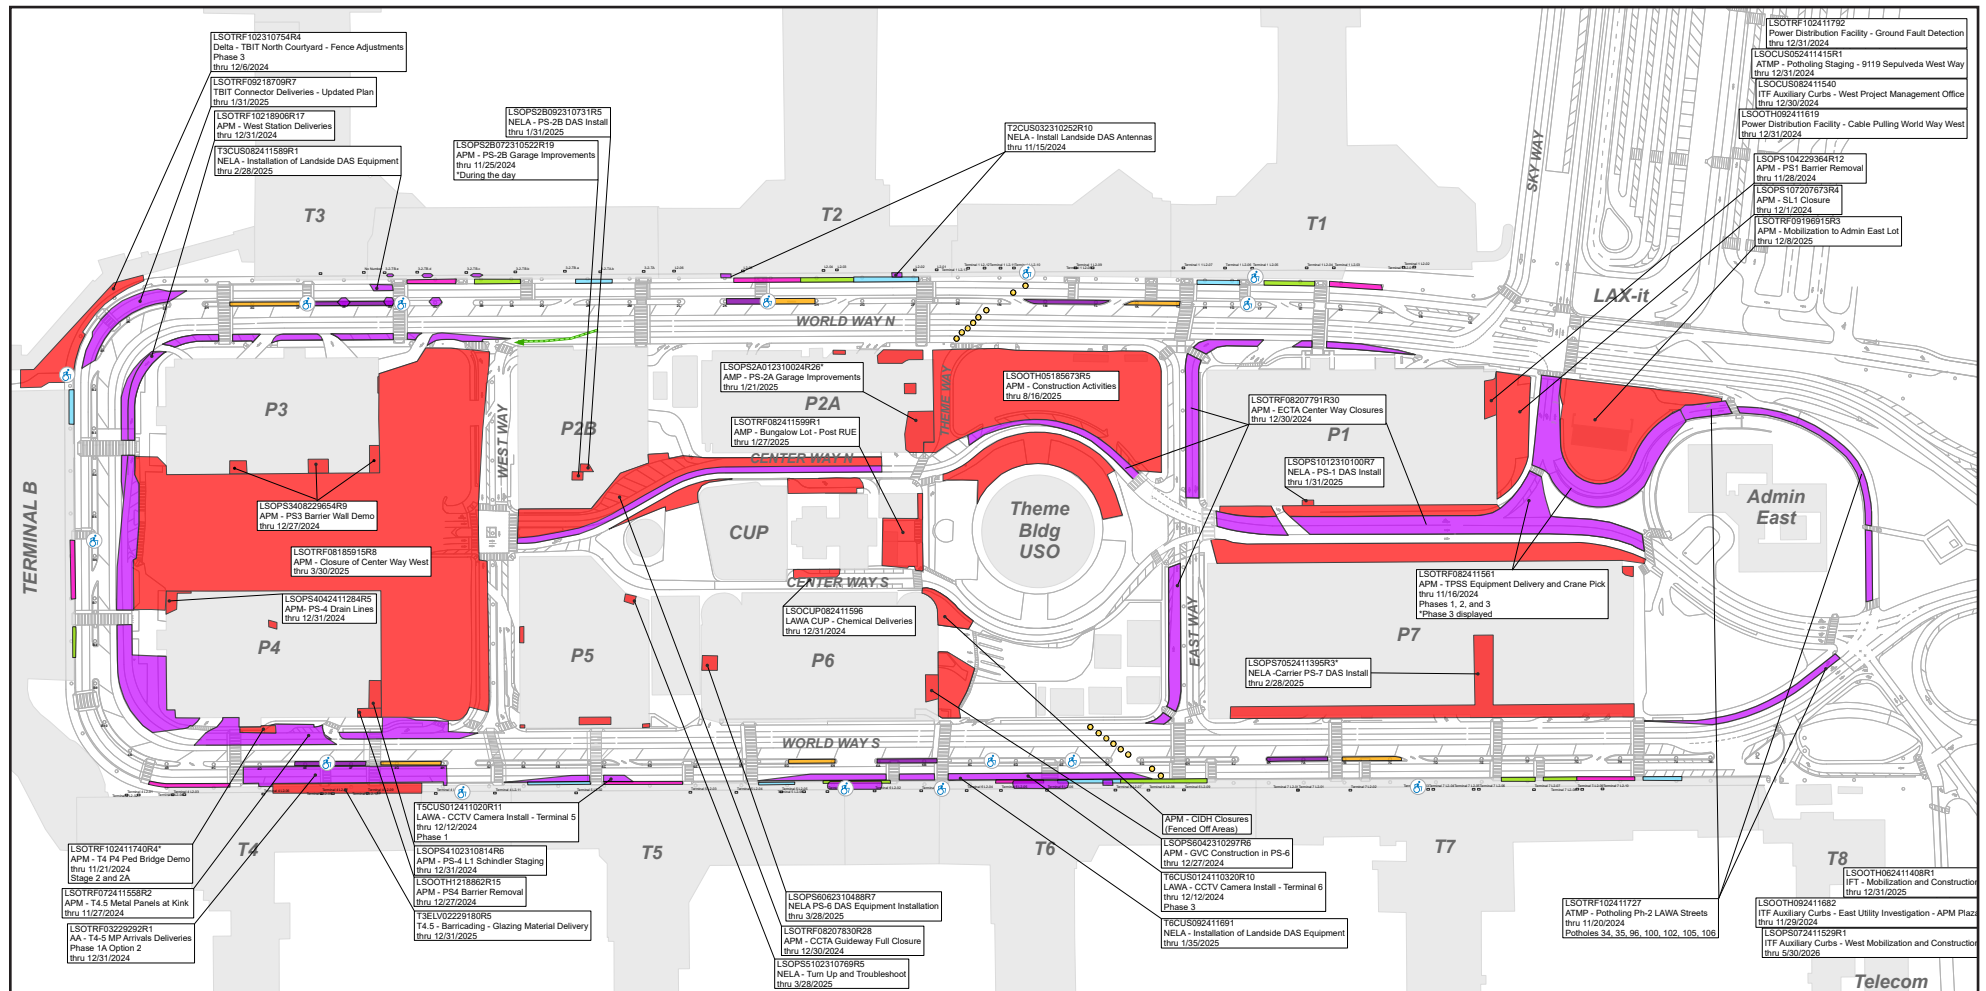 LSOTRF102310754R4
Delta - TBIT North Courtyard - Fence Adjustments
Phase 3
thru 12/6/2024
LSOTRF09218709R7
TBIT Connector Deliveries - Updated Plan
thru 1/31/2025
LSOTRF10218906R17
APM - West Station Deliveries
thru 12/31/2024
T3CUS082411589R1
NELA - Installation of Landside DAS Equipment
thru 2/28/2025
LSOPS2B092310731R5
NELA - PS-2B DAS Install
thru 1/31/2025
LSOPS2B072310522R19
APM - PS-2B Garage Improvements
thru 11/25/2024
*During the day
T2CUS032310252R10
NELA - Install Landside DAS Antennas
thru 11/15/2024
LSOTRF102411792
Power Distribution Facility - Ground Fault Detection
thru 12/31/2024
LSOCUS052411415R1
ATMP - Potholing Staging - 9119 Sepulveda West Way
thru 12/31/2024
LSOCUS082411540
ITF Auxiliary Curbs - West Project Management Office
thru 12/30/2024
LSOOTH092411619
Power Distribution Facility - Cable Pulling World Way West
thru 12/31/2024
LSOPS104229364R12
APM - PS1 Barrier Removal
thru 11/28/2024
LSOPS107207673R4
APM - SL1 Closure
thru 12/1/2024
LSOTRF09196915R3
APM - Mobilization to Admin East Lot
thru 12/8/2025
T3
T2
T1
SKY WAY
LAX-it
WORLD WAY N
P3
WEST WAY
P2B
LSOPS2A012310024R26*
AMP - PS-2A Garage Improvements
thru 1/21/2025
P2A
THEME WAY
LSOOTH05185673R5
APM - Construction Activities
thru 8/16/2025
LSOTRF08207791R30
APM - ECTA Center Way Closures
thru 12/30/2024
P1
LSOTRF082411599R1
AMP - Bungalow Lot - Post RUE
thru 1/27/2025
CENTER WAY N
LSOPS1012310100R7
NELA - PS-1 DAS Install
thru 1/31/2025
TERMINAL B
LSOPS3408229654R9
APM - PS3 Barrier Wall Demo
thru 12/27/2024
CUP
Theme
Bldg
USO
Admin
East
LSOTRF08185915R8
APM - Closure of Center Way West
thru 3/30/2025
CENTER WAY S
LSOTRF082411561
APM - TPSS Equipment Delivery and Crane Pick
thru 11/16/2024
Phases 1, 2, and 3
*Phase 3 displayed
LSOPS4042411284R5
APM- PS-4 Drain Lines
thru 12/31/2024
LSOCUP082411596
LAWA CUP - Chemical Deliveries
thru 12/31/2024
EAST WAY
P4
P5
P6
P7
LSOPS7052411395R3*
NELA -Carrier PS-7 DAS Install
thru 2/28/2025
WORLD WAY S
T5CUS012411020R11
LAWA - CCTV Camera Install - Terminal 5
thru 12/12/2024
Phase 1
APM - CIDH Closures
(Fenced Off Areas)
LSOTRF102411740R4*
APM - T4 P4 Ped Bridge Demo
thru 11/21/2024
Stage 2 and 2A
T4
LSOPS4102310814R6
APM - PS-4 L1 Schindler Staging
thru 12/31/2024
T5
T6
LSOPS6042310297R6
APM - GVC Construction in PS-6
thru 12/27/2024
T7
T8
LSOTRF072411558R2
APM - T4.5 Metal Panels at Kink
thru 11/27/2024
LSOOTH1218862R15
APM - PS4 Barrier Removal
thru 12/27/2024
T6CUS0124110320R10
LAWA - CCTV Camera Install - Terminal 6
thru 12/12/2024
Phase 3
LSOOTH062411408R1
IFT - Mobilization and Construction
thru 12/31/2025
LSOPS6062310488R7
NELA PS-6 DAS Equipment Installation
thru 3/28/2025
LSOTRF102411727
ATMP - Potholing Ph-2 LAWA Streets
thru 11/20/2024
Potholes 34, 35, 96, 100, 102, 105, 106
LSOOTH092411682
ITF Auxiliary Curbs - East Utility Investigation - APM Plaza
thru 11/29/2024
T3ELV02229180R5
T4.5 - Barricading - Glazing Material Delivery
thru 12/31/2025
LSOTRF03229292R1
AA - T4-5 MP Arrivals Deliveries
Phase 1A Option 2
thru 12/31/2024
LSOTRF08207830R28
APM - CCTA Guideway Full Closure
thru 12/30/2024
T6CUS092411691
NELA - Installation of Landside DAS Equipment
thru 1/35/2025
LSOPS072411529R1
ITF Auxiliary Curbs - West Mobilization and Construction
thru 5/30/2026
LSOPS5102310769R5
NELA - Turn Up and Troubleshoot
thru 3/28/2025
Telecom